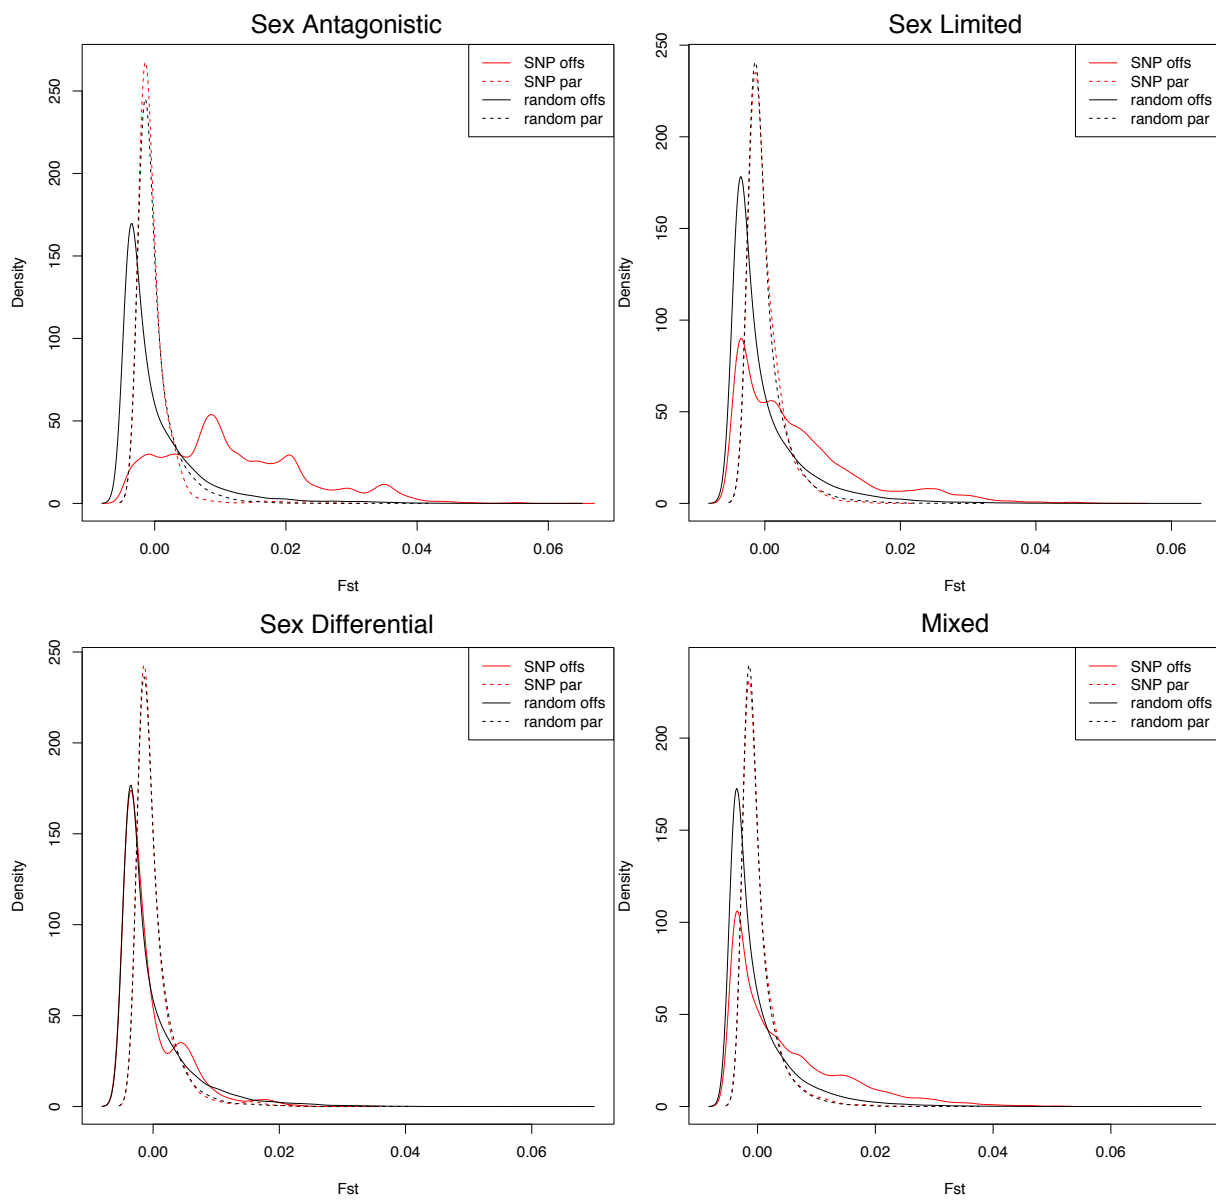 Sex Antagonistic
SNP offs
SNP par
random offs
random par
Density
0
50
100
150
200
250
0.00
0.02
0.04
0.06
Fst
Sex Limited
SNP offs
SNP par
random offs
random par
Density
0
50
100
150
200
250
0.00
0.02
0.04
0.06
Fst
Sex Differential
SNP offs
SNP par
random offs
random par
Density
0
50
100
150
200
250
0.00
0.02
0.04
0.06
Fst
Mixed
SNP offs
SNP par
random offs
random par
Density
0
50
100
150
200
0.00
0.02
0.04
0.06
Fst